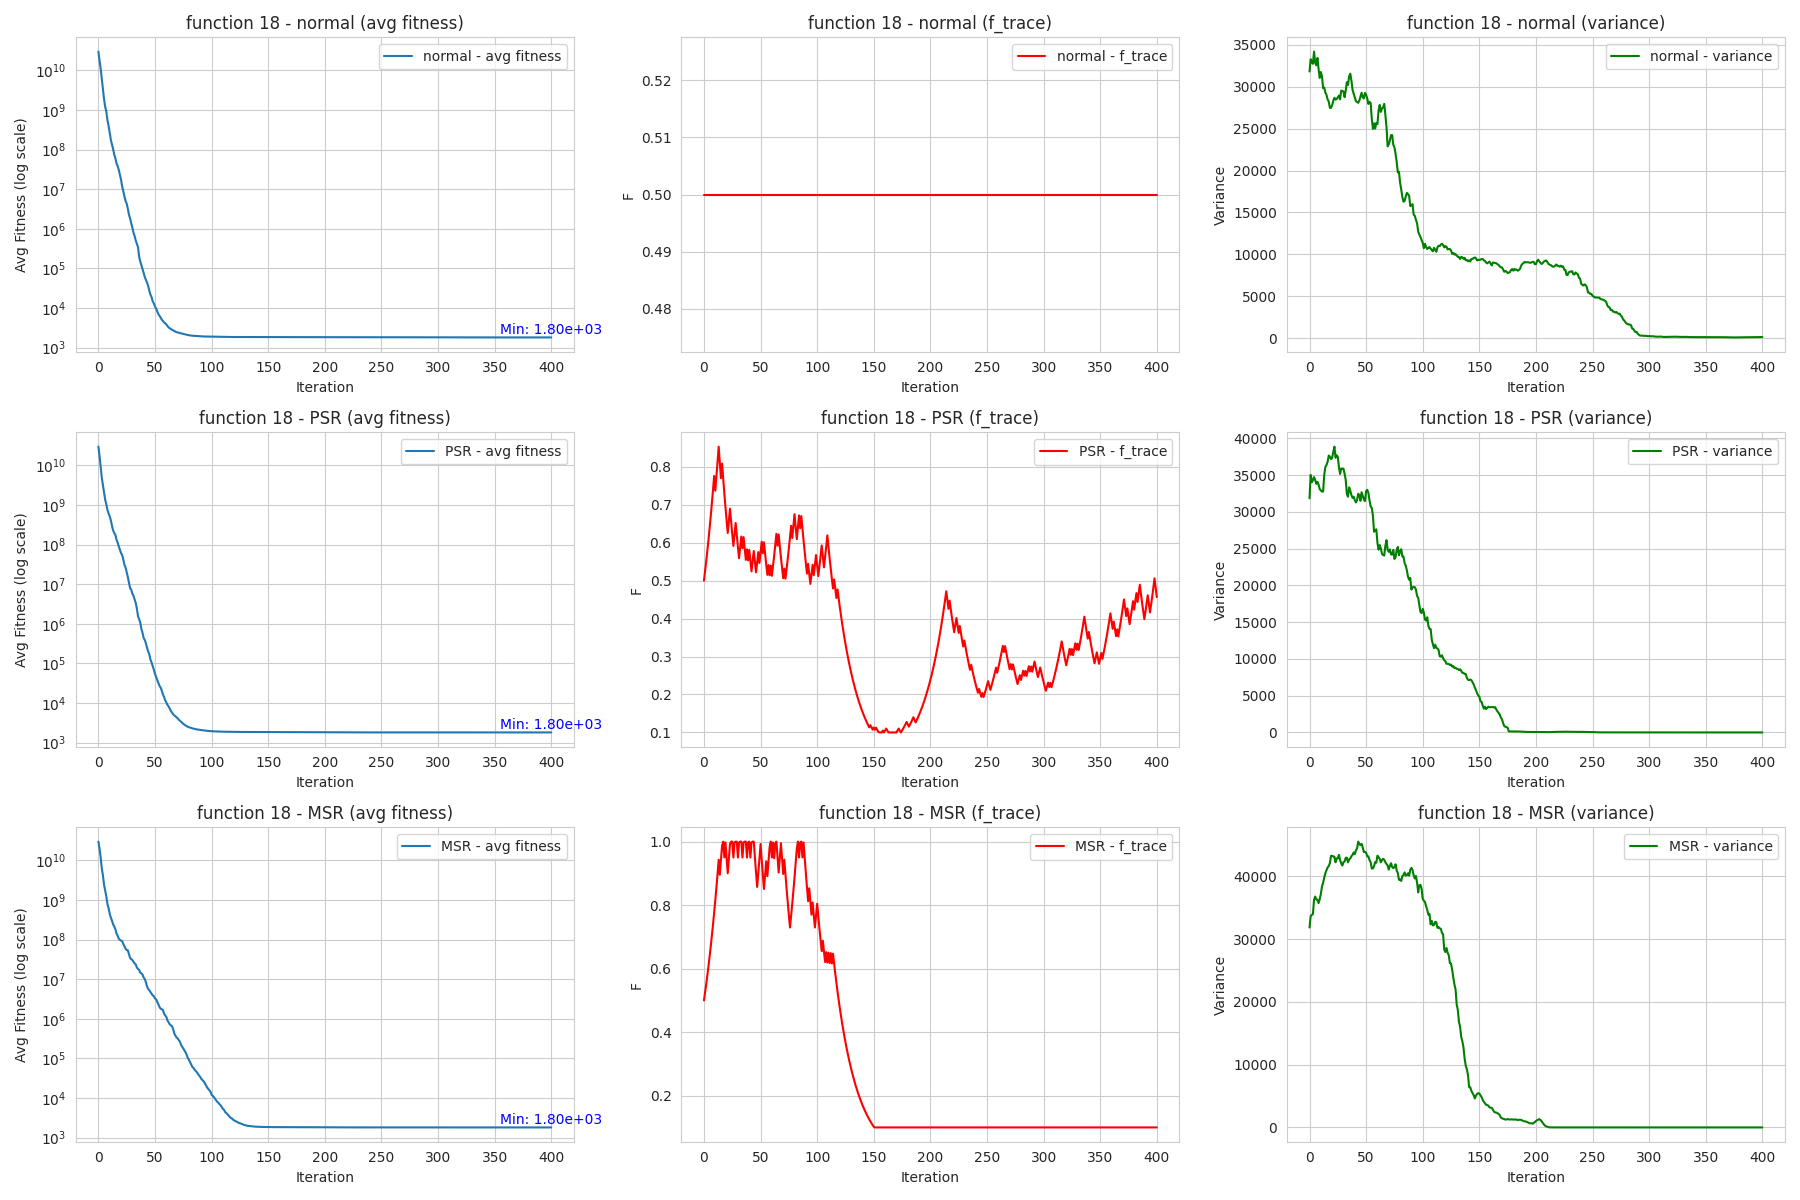 function 18 - normal (avg fitness)
normal - avg fitness
Avg Fitness (log scale)
10^10
10^9
10^8
10^7
10^6
10^5
10^4
10^3
Min: 1.80e+03
0 50 100 150 200 250 300 350 400
Iteration
function 18 - normal (f_trace)
normal - f_trace
F
0.52
0.51
0.50
0.49
0.48
0 50 100 150 200 250 300 350 400
Iteration
function 18 - normal (variance)
normal - variance
Variance
35000
30000
25000
20000
15000
10000
5000
0
0 50 100 150 200 250 300 350 400
Iteration
function 18 - PSR (avg fitness)
PSR - avg fitness
Avg Fitness (log scale)
10^10
10^9
10^8
10^7
10^6
10^5
10^4
10^3
Min: 1.80e+03
0 50 100 150 200 250 300 350 400
Iteration
function 18 - PSR (f_trace)
PSR - f_trace
F
0.8
0.7
0.6
0.5
0.4
0.3
0.2
0.1
0 50 100 150 200 250 300 350 400
Iteration
function 18 - PSR (variance)
PSR - variance
Variance
40000
35000
30000
25000
20000
15000
10000
5000
0
0 50 100 150 200 250 300 350 400
Iteration
function 18 - MSR (avg fitness)
MSR - avg fitness
Avg Fitness (log scale)
10^10
10^9
10^8
10^7
10^6
10^5
10^4
10^3
Min: 1.80e+03
0 50 100 150 200 250 300 350 400
Iteration
function 18 - MSR (f_trace)
MSR - f_trace
F
1.0
0.8
0.6
0.4
0.2
0 50 100 150 200 250 300 350 400
Iteration
function 18 - MSR (variance)
MSR - variance
Variance
40000
30000
20000
10000
0
0 50 100 150 200 250 300 350 400
Iteration